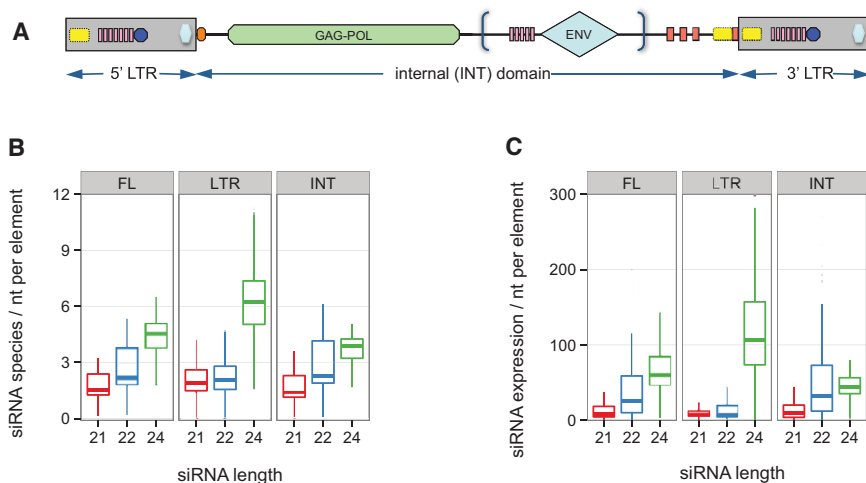 A
GAG-POL
ENV
5' LTR
internal (INT) domain
3' LTR
B
FL LTR INT
siRNA species / nt per element
12
9
6
3
0
21 22 24 21 22 24 21 22 24
siRNA length
C
FL LTR INT
siRNA expression / nt per element
300
200
100
0
21 22 24 21 22 24 21 22 24
siRNA length